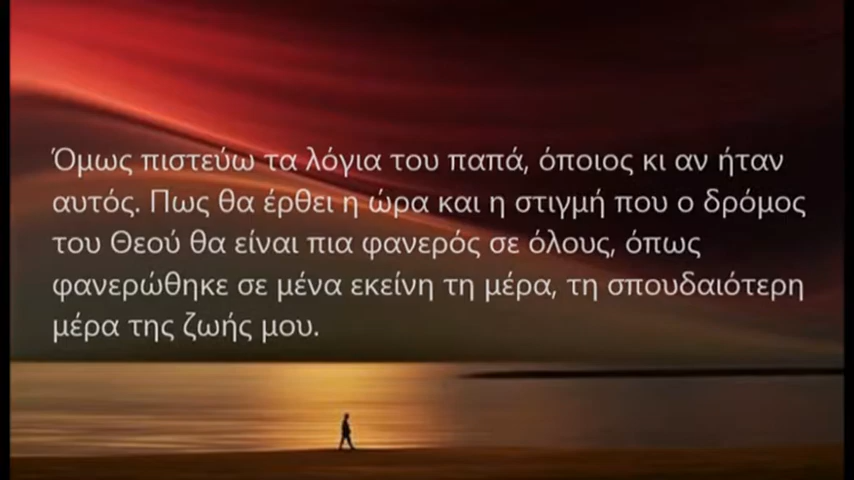 Όμως πιστεύω τα λόγια του παπά, όποιος κι αν ήταν
αυτός. Πως θα έρθει η ώρα και η στιγμή που ο δρόμος
του Θεού θα είναι πια φανερός σε όλους, όπως
φανερώθηκε σε μένα εκείνη τη μέρα, τη σπουδαιότερη
μέρα της ζωής μου.